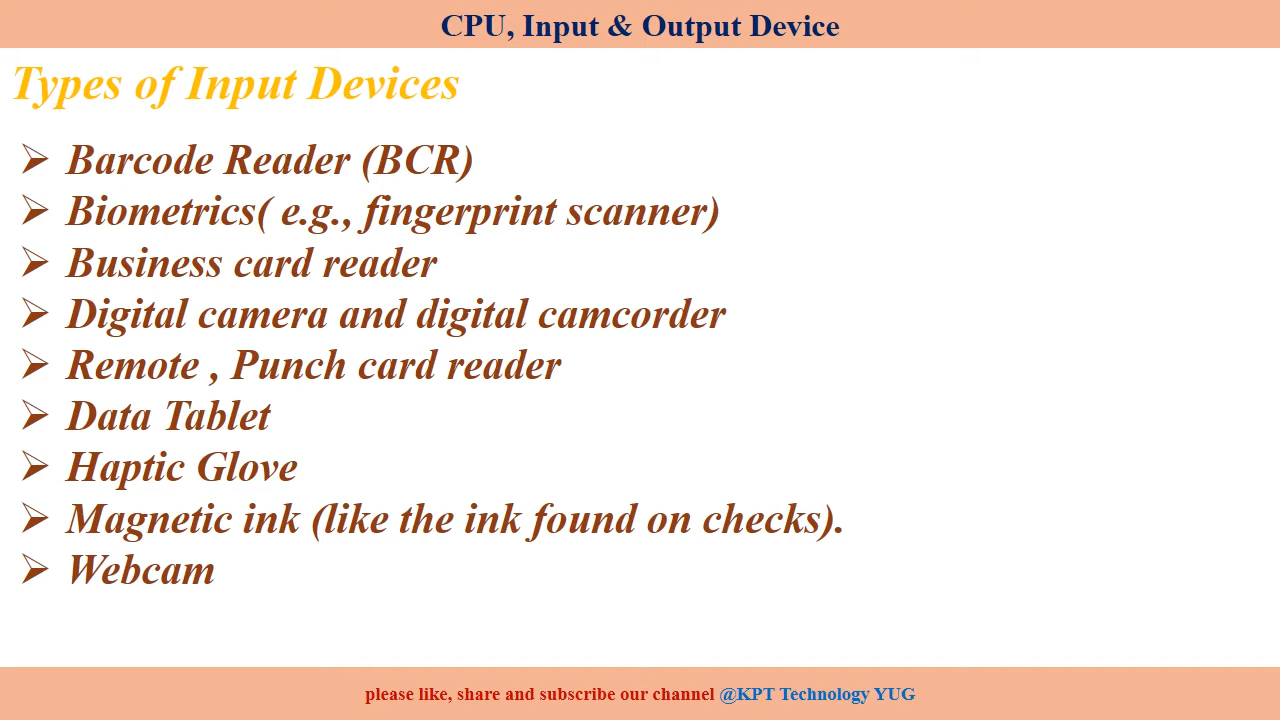 CPU, Input & Output Device
Types of Input Devices
➢ Barcode Reader (BCR)
➢ Biometrics( e.g., fingerprint scanner)
➢ Business card reader
➢ Digital camera and digital camcorder
➢ Remote , Punch card reader
➢ Data Tablet
➢ Haptic Glove
➢ Magnetic ink (like the ink found on checks).
➢ Webcam
please like, share and subscribe our channel @KPT Technology YUG